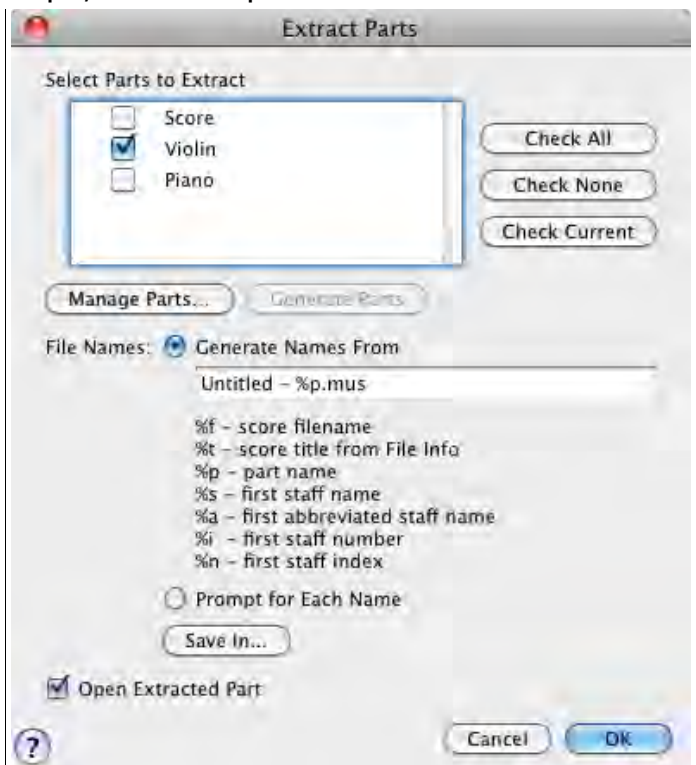 Extract Parts
Select Parts to Extract
Score
Violin
Piano
Check All
Check None
Check Current
Manage Parts...
Generate Parts
File Names:
Generate Names From
Untitled - %p.mus
%f - score filename
%t - score title from File Info
%p - part name
%s - first staff name
%a - first abbreviated staff name
%i - first staff number
%n - first staff index
Prompt for Each Name
Save In...
Open Extracted Part
?
Cancel
OK